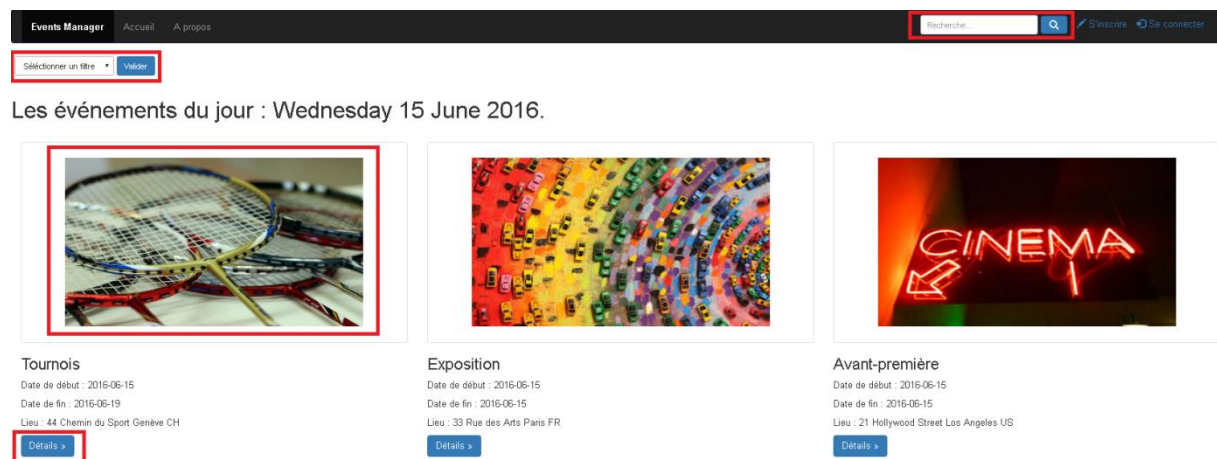 Events Manager Accueil A propos Recherche... S'inscrire Se connecter
Séléctionner un filtre Valider
Les événements du jour : Wednesday 15 June 2016.
CINEMA
Tournois Exposition Avant-première
Date de début : 2016-06-15 Date de début : 2016-06-15 Date de début : 2016-06-15
Date de fin : 2016-06-19 Date de fin : 2016-06-15 Date de fin : 2016-06-15
Lieu : 44 Chemin du Sport Genève CH Lieu : 33 Rue des Arts Paris FR Lieu : 21 Hollywood Street Los Angeles US
Détails » Détails » Détails »